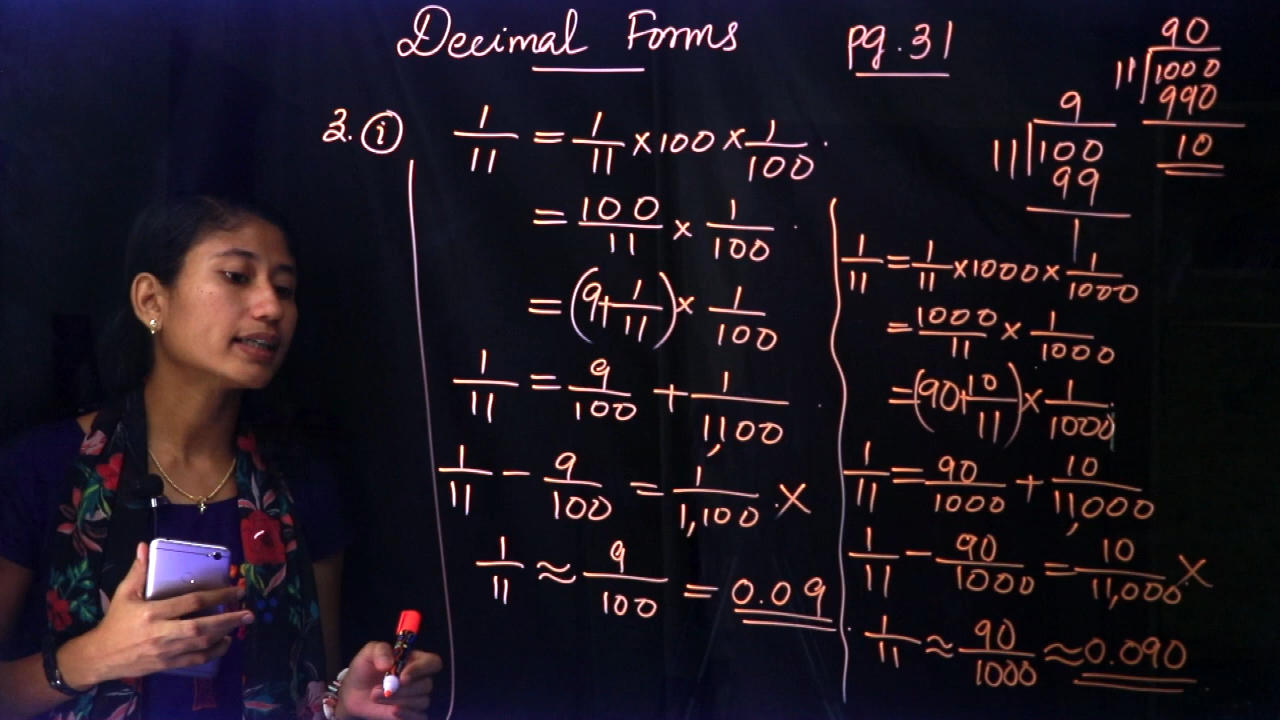 Decimal Forms pg.31
3. (i) 1/11 = 1/11 × 100 × 1/100
= 100/11 × 1/100
= (9+1/11) × 1/100
1/11 = 9/100 + 1/1,100
1/11 − 9/100 = 1/1,100 ×
1/11 ≈ 9/100 = 0.09
9
11 100
99
1
90
11 1000
990
10
1/11 = 1/11 × 1000 × 1/1000
= 1000/11 × 1/1000
= (90+10/11) × 1/1000
1/11 = 90/1000 + 10/11,000
1/11 − 90/1000 = 10/11,000 ×
1/11 ≈ 90/1000 ≈ 0.090